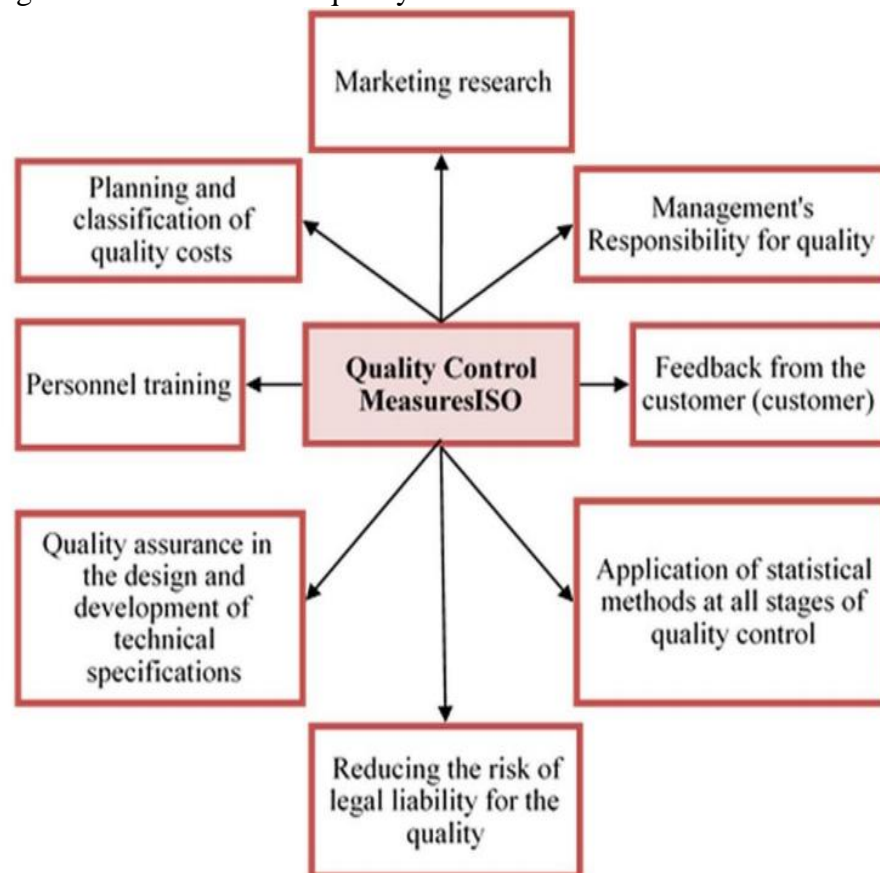 Marketing research
Planning and
classification of
quality costs
Management's
Responsibility for quality
Personnel training
Quality Control
MeasuresISO
Feedback from the
customer (customer)
Quality assurance in
the design and
development of
technical
specifications
Application of statistical
methods at all stages of
quality control
Reducing the risk of
legal liability for the
quality